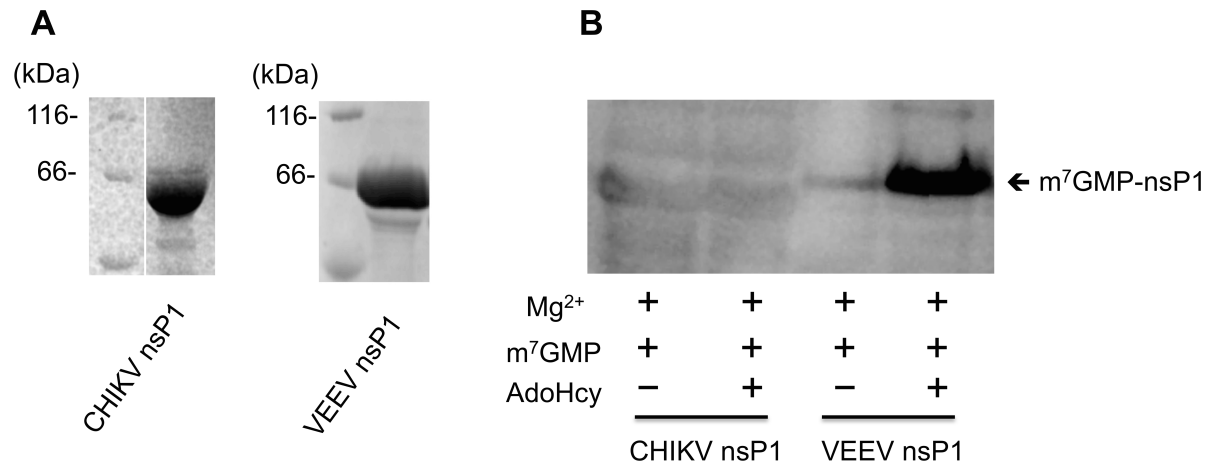 A
(kDa)
116-
66-
CHIKV nsP1
(kDa)
116-
66-
VEEV nsP1
B
m⁷GMP-nsP1
Mg²⁺ + + + +
m⁷GMP + + + +
AdoHcy − + − +
CHIKV nsP1 VEEV nsP1